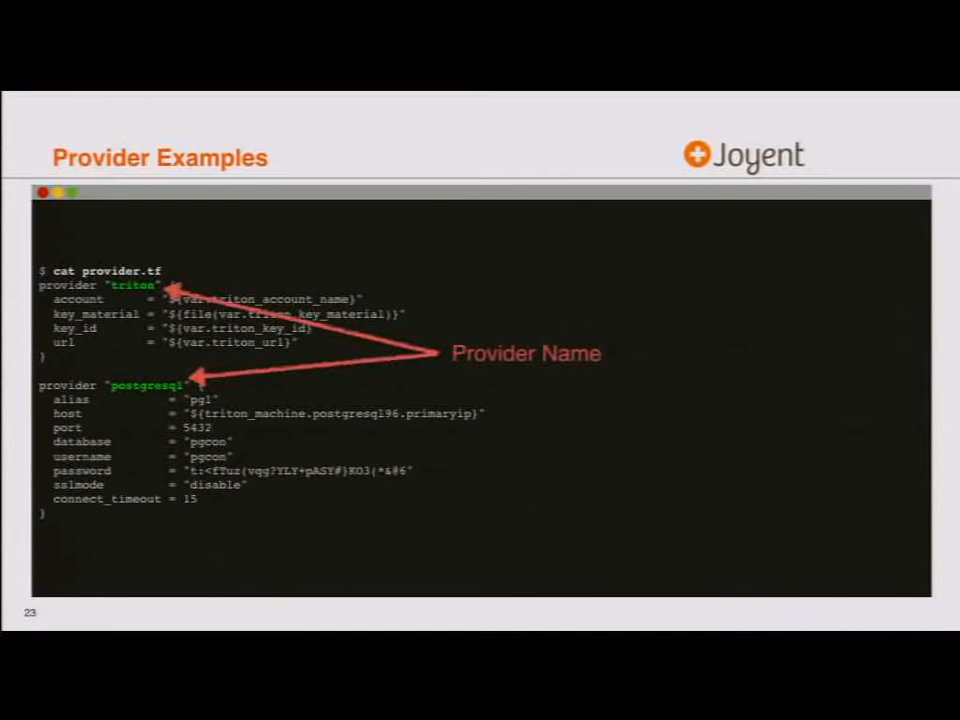 Provider Examples
Joyent
$ cat provider.tf
provider "triton" {
account = "${var.triton_account_name}"
key_material = "${file(var.triton_key_material)}"
key_id = "${var.triton_key_id}
url = "${var.triton_url}"
}
Provider Name
provider "postgresql" {
alias = "pg1"
host = "${triton_machine.postgresql96.primaryip}"
port = 5432
database = "pgcon"
username = "pgcon"
password =
sslmode = "disable"
connect_timeout = 15
}
23